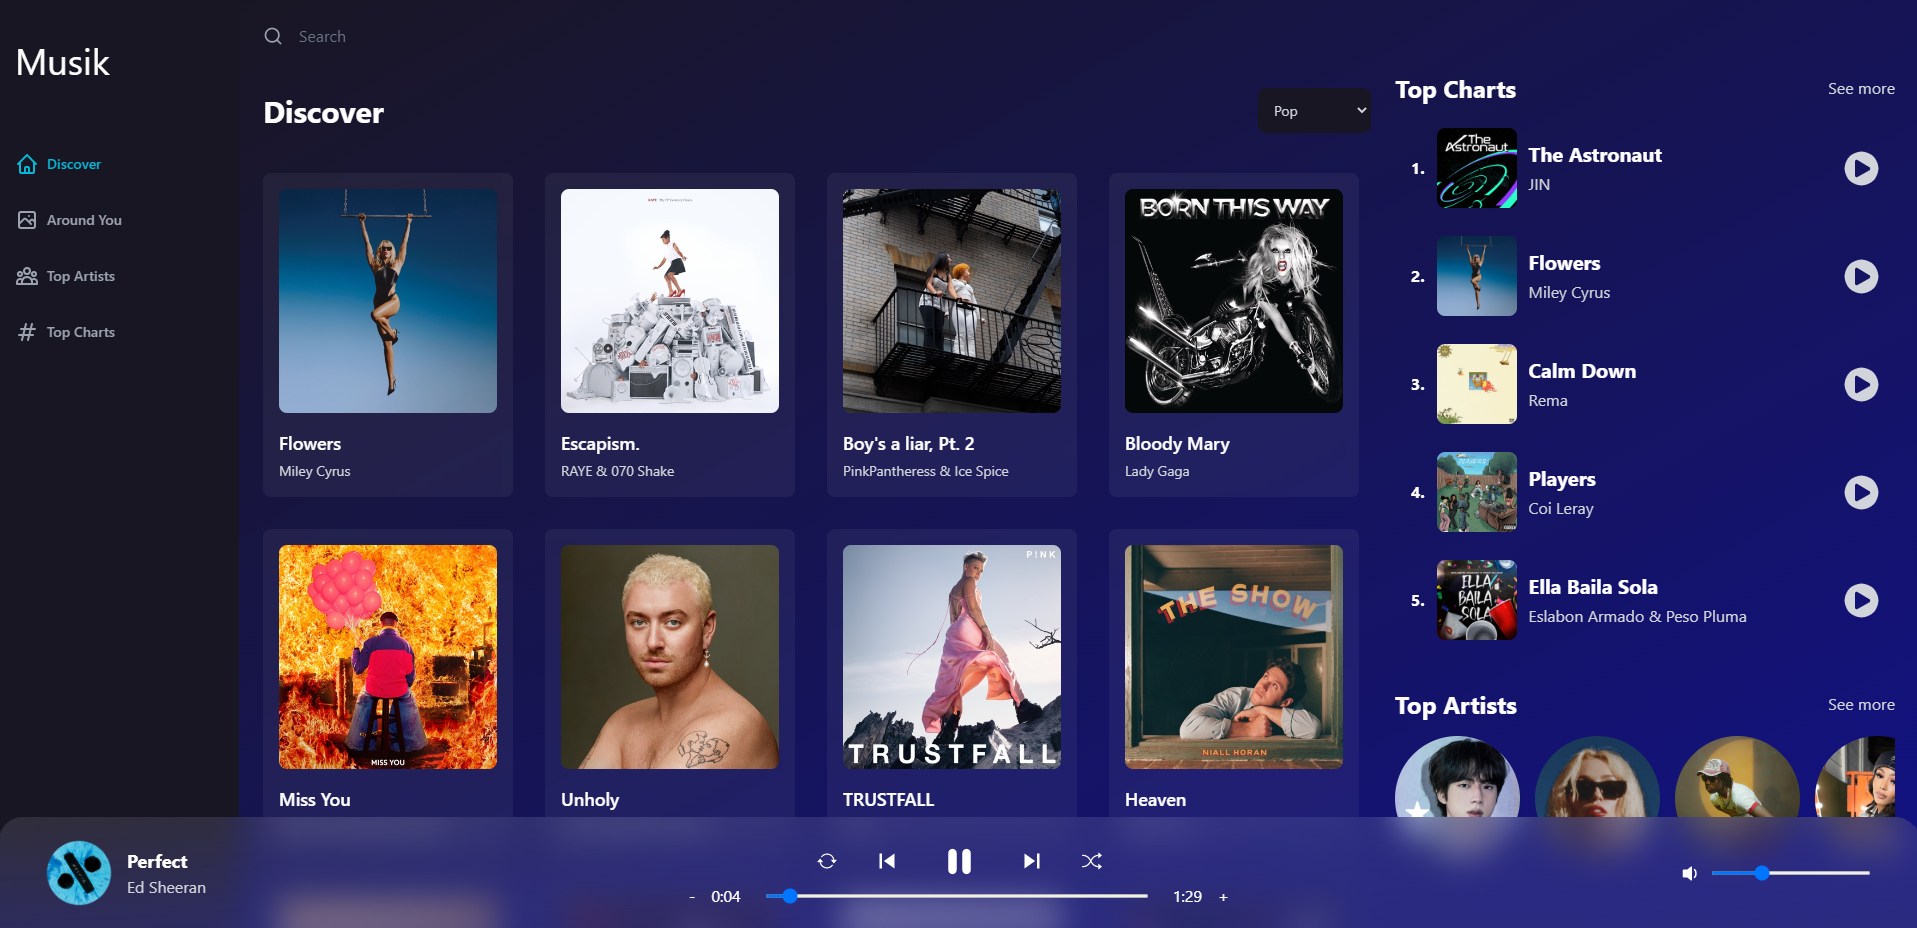 Musik
Discover
Around You
Top Artists
Top Charts
Search
Discover
Pop
BORN THIS WAY
Flowers
Miley Cyrus
Escapism.
RAYE & 070 Shake
Boy's a liar, Pt. 2
PinkPantheress & Ice Spice
Bloody Mary
Lady Gaga
MISS YOU
P!NK
TRUSTFALL
THE SHOW
NIALL HORAN
Miss You
Unholy
TRUSTFALL
Heaven
Top Charts
See more
1.
The Astronaut
The Astronaut
JIN
2.
Flowers
Miley Cyrus
3.
Calm Down
Rema
4.
Players
Coi Leray
5.
ELLA BAILA SOLA
Ella Baila Sola
Eslabon Armado & Peso Pluma
Top Artists
See more
Perfect
Ed Sheeran
- 0:04
1:29 +